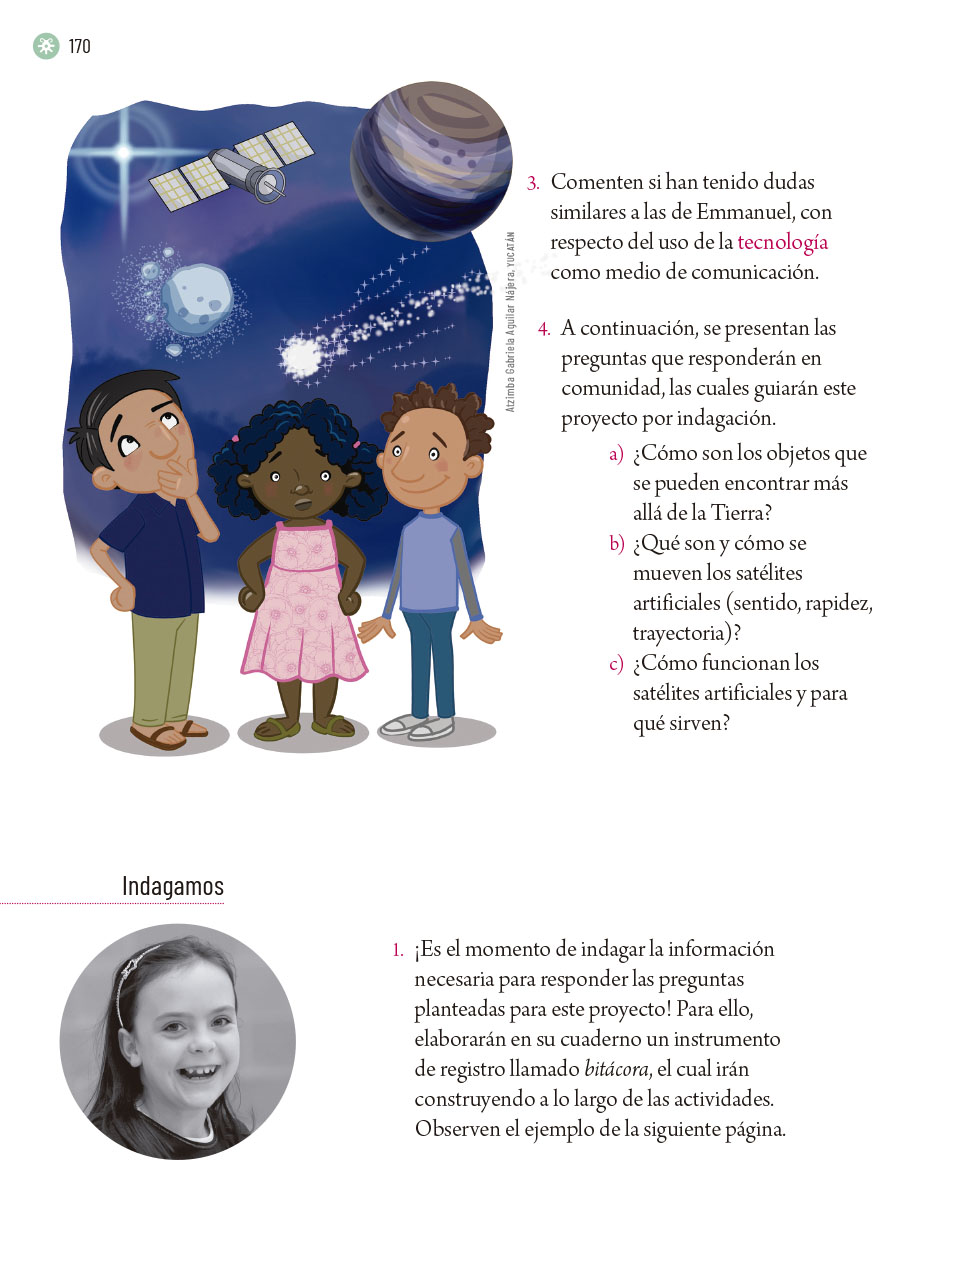 170
3. Comenten si han tenido dudas
similares a las de Emmanuel, con
respecto del uso de la tecnología
como medio de comunicación.
Atzimba Gabriela Aguilar Nájera, YUCATÁN
4. A continuación, se presentan las
preguntas que responderán en
comunidad, las cuales guiarán este
proyecto por indagación.
a) ¿Cómo son los objetos que
se pueden encontrar más
allá de la Tierra?
b) ¿Qué son y cómo se
mueven los satélites
artificiales (sentido, rapidez,
trayectoria)?
c) ¿Cómo funcionan los
satélites artificiales y para
qué sirven?
Indagamos
1. ¡Es el momento de indagar la información
necesaria para responder las preguntas
planteadas para este proyecto! Para ello,
elaborarán en su cuaderno un instrumento
de registro llamado bitácora, el cual irán
construyendo a lo largo de las actividades.
Observen el ejemplo de la siguiente página.